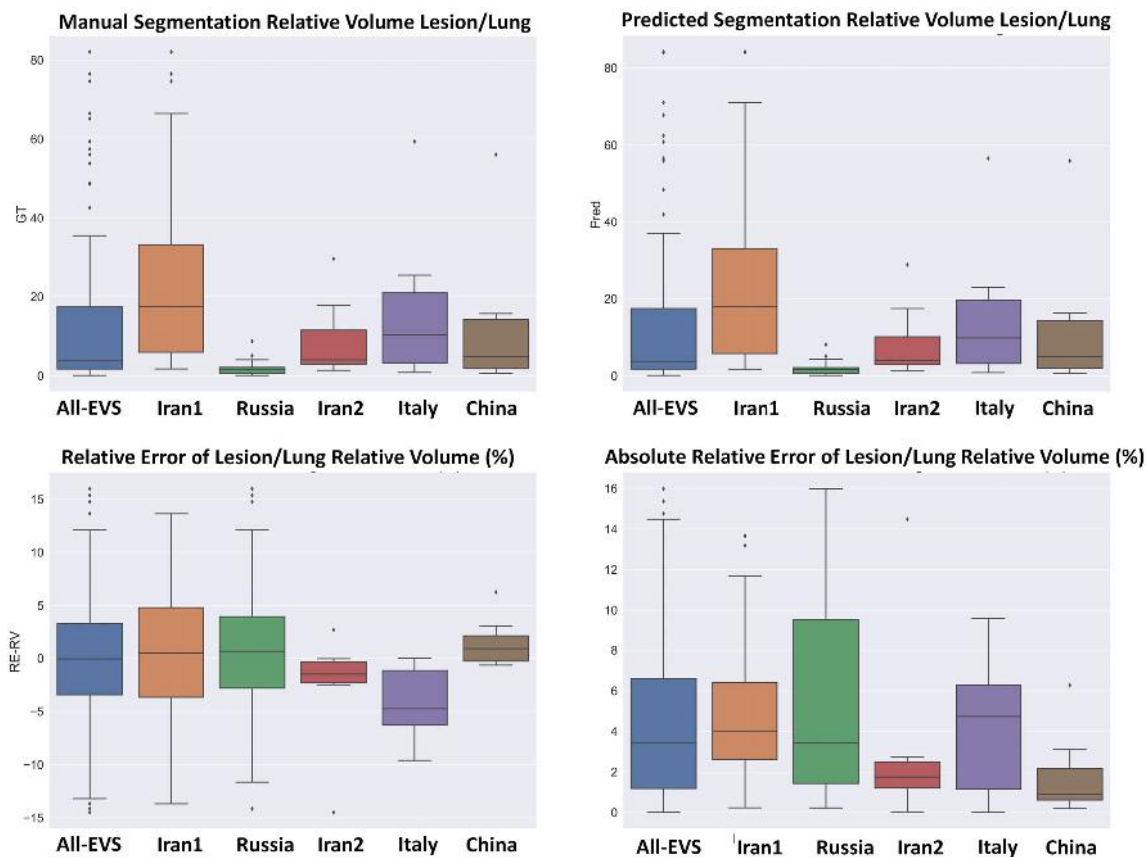 Manual Segmentation Relative Volume Lesion/Lung
GT
80
60
40
20
0
All-EVS Iran1 Russia Iran2 Italy China
Predicted Segmentation Relative Volume Lesion/Lung
Fred
80
60
40
20
0
All-EVS Iran1 Russia Iran2 Italy China
Relative Error of Lesion/Lung Relative Volume (%)
RE-RV
15
10
5
0
−5
−10
−15
All-EVS Iran1 Russia Iran2 Italy China
Absolute Relative Error of Lesion/Lung Relative Volume (%)
16
14
12
10
8
6
4
2
0
All-EVS Iran1 Russia Iran2 Italy China